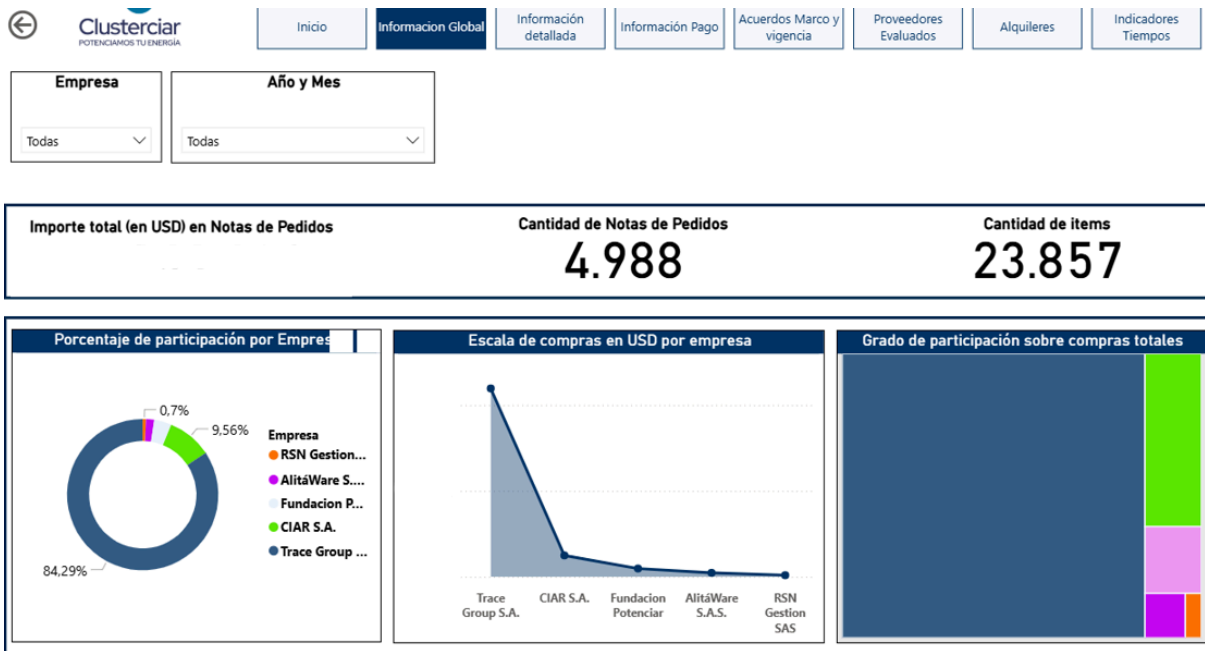 Clusterciar
POTENCIAMOS TU ENERGÍA
Inicio
Informacion Global
Información
detallada
Información Pago
Acuerdos Marco y
vigencia
Proveedores
Evaluados
Alquileres
Indicadores
Tiempos
Empresa
Todas
Año y Mes
Todas
Importe total (en USD) en Notas de Pedidos
Cantidad de Notas de Pedidos
4.988
Cantidad de items
23.857
Porcentaje de participación por Empres
0,7%
9,56%
84,29%
Empresa
RSN Gestion...
AlitáWare S....
Fundacion P...
CIAR S.A.
Trace Group ...
Escala de compras en USD por empresa
Trace
Group S.A.
CIAR S.A.
Fundacion
Potenciar
AlitáWare
S.A.S.
RSN
Gestion
SAS
Grado de participación sobre compras totales